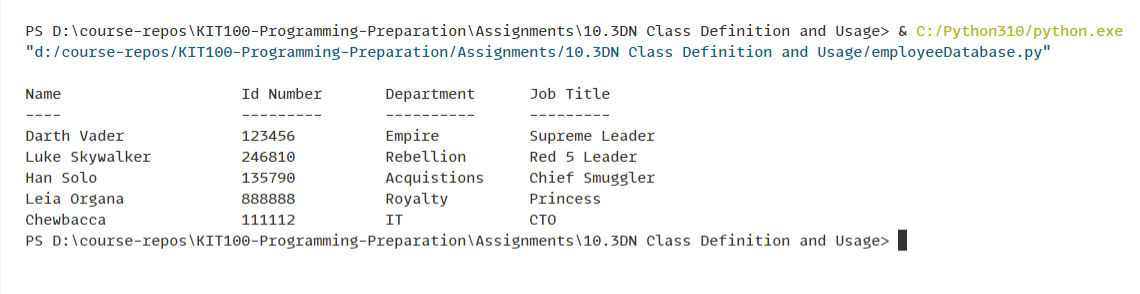 PS D:\course-repos\KIT100-Programming-Preparation\Assignments\10.3DN Class Definition and Usage> & C:/Python310/python.exe
"d:/course-repos/KIT100-Programming-Preparation/Assignments/10.3DN Class Definition and Usage/employeeDatabase.py"
Name                    Id Number       Department      Job Title
----                    ---------       ----------      ---------
Darth Vader             123456          Empire          Supreme Leader
Luke Skywalker          246810          Rebellion       Red 5 Leader
Han Solo                135790          Acquistions     Chief Smuggler
Leia Organa             888888          Royalty         Princess
Chewbacca               111112          IT              CTO
PS D:\course-repos\KIT100-Programming-Preparation\Assignments\10.3DN Class Definition and Usage>